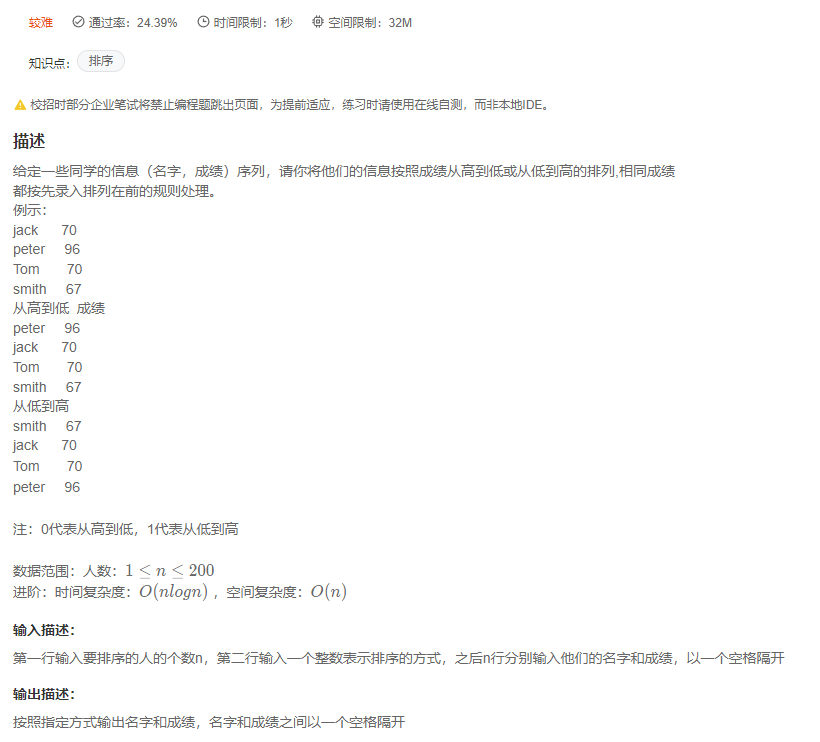 较难 通过率：24.39% 时间限制：1秒 空间限制：32M
知识点： 排序
校招时部分企业笔试将禁止编程题跳出页面，为提前适应，练习时请使用在线自测，而非本地IDE。
描述
给定一些同学的信息（名字，成绩）序列，请你将他们的信息按照成绩从高到低或从低到高的排列,相同成绩
都按先录入排列在前的规则处理。
例示：
jack 70
peter 96
Tom 70
smith 67
从高到低 成绩
peter 96
jack 70
Tom 70
smith 67
从低到高
smith 67
jack 70
Tom 70
peter 96
注：0代表从高到低，1代表从低到高
数据范围：人数：1 ≤ n ≤ 200
进阶：时间复杂度：O(nlogn)，空间复杂度：O(n)
输入描述：
第一行输入要排序的人的个数n，第二行输入一个整数表示排序的方式，之后n行分别输入他们的名字和成绩，以一个空格隔开
输出描述：
按照指定方式输出名字和成绩，名字和成绩之间以一个空格隔开